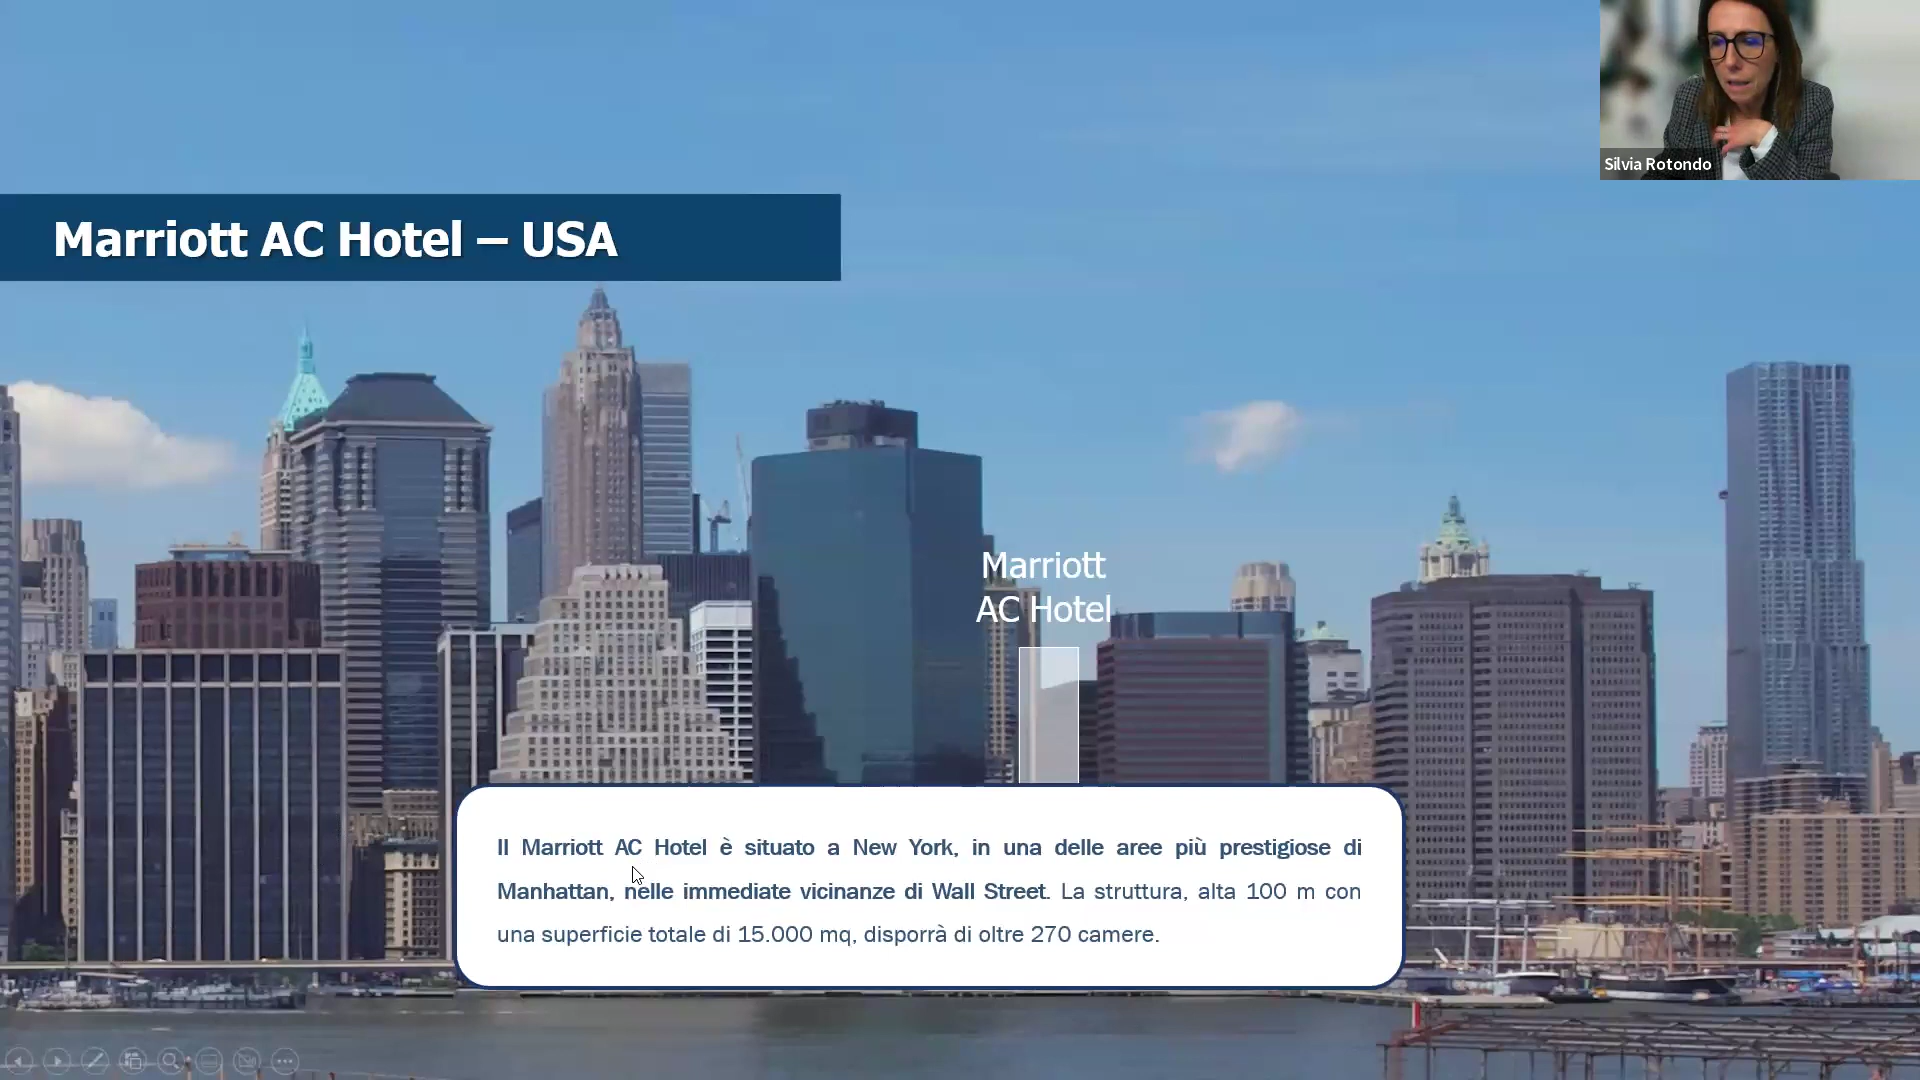 Silvia Rotondo
Marriott AC Hotel – USA
Marriott
AC Hotel
Il Marriott AC Hotel è situato a New York, in una delle aree più prestigiose di
Manhattan, nelle immediate vicinanze di Wall Street. La struttura, alta 100 m con
una superficie totale di 15.000 mq, disporrà di oltre 270 camere.